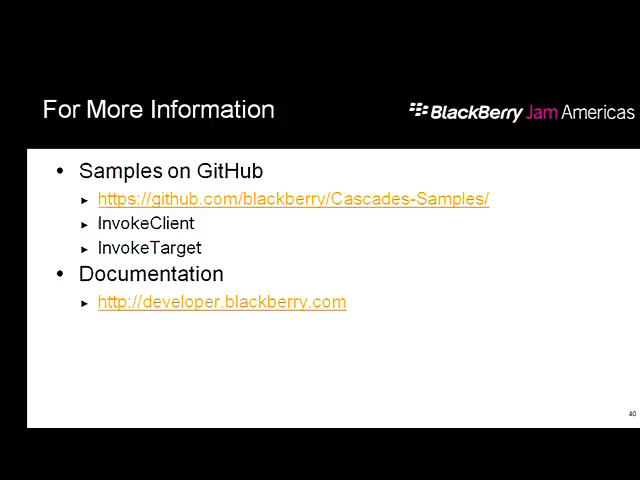 For More Information
BlackBerry Jam Americas
• Samples on GitHub
► https://github.com/blackberry/Cascades-Samples/
► InvokeClient
► InvokeTarget
• Documentation
► http://developer.blackberry.com
40